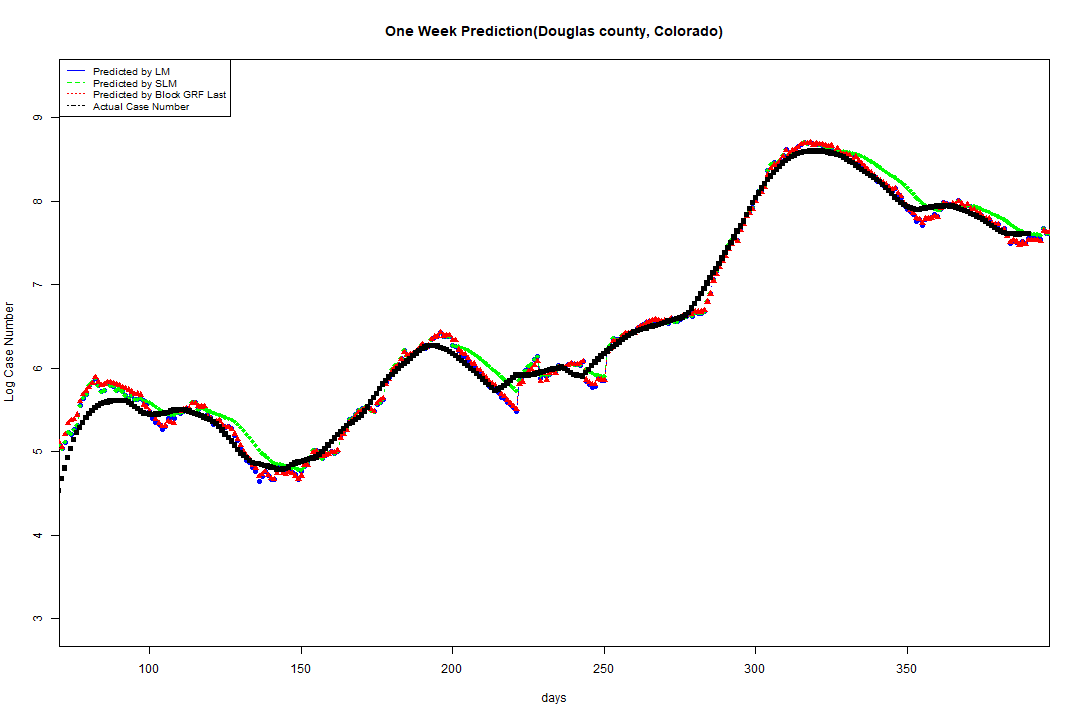 One Week Prediction(Douglas county, Colorado)
Predicted by LM
Predicted by SLM
Predicted by Block GRF Last
Actual Case Number
Log Case Number
9
8
7
6
5
4
3
100 150 200 250 300 350
days